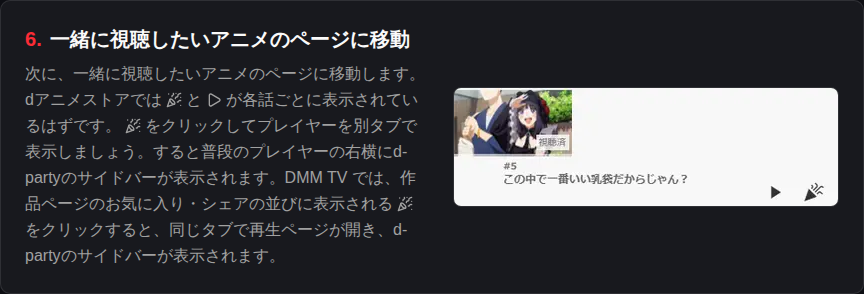 6. 一緒に視聴したいアニメのページに移動
次に、一緒に視聴したいアニメのページに移動します。
dアニメストアでは 🎉 と ▷ が各話ごとに表示されてい
るはずです。 🎉 をクリックしてプレイヤーを別タブで
表示しましょう。すると普段のプレイヤーの右横にd-
partyのサイドバーが表示されます。DMM TV では、作
品ページのお気に入り・シェアの並びに表示される 🎉
をクリックすると、同じタブで再生ページが開き、d-
partyのサイドバーが表示されます。
視聴済
#5
この中で一番いい乳袋だからじゃん？